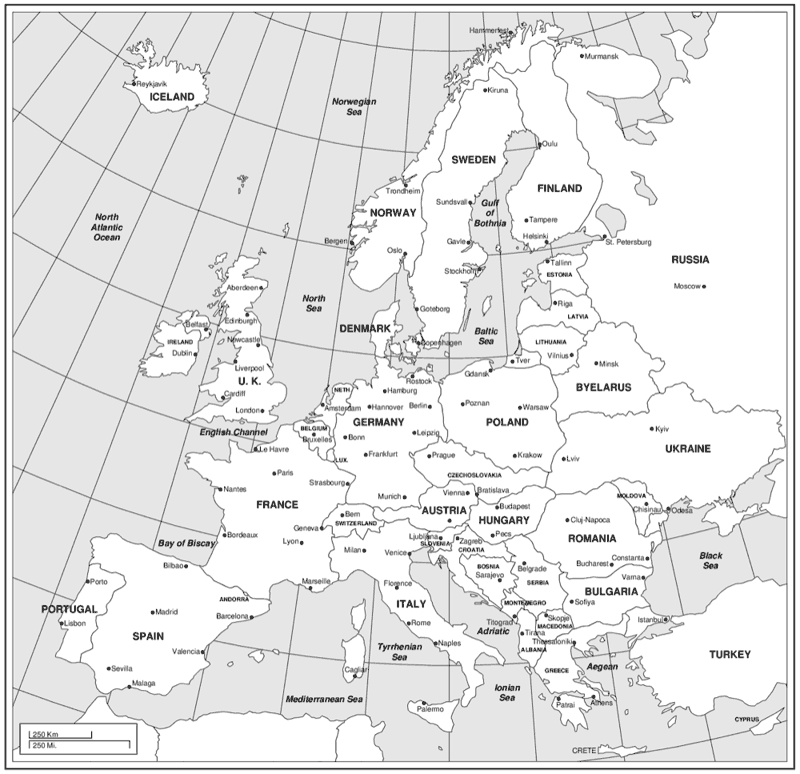 Hammerfest
Murmansk
Reykjavik
ICELAND
Kiruna
Norwegian
Sea
Oulu
SWEDEN
FINLAND
Trondheim
Sundsvall
NORWAY
Gulf
of
Bothnia
Tampere
North
Atlantic
Ocean
Bergen
Oslo
Gavle
Helsinki
St. Petersburg
Stockholm
Tallinn
ESTONIA
RUSSIA
Aberdeen
Moscow
North
Sea
Goteborg
Riga
LATVIA
Belfast
Edinburgh
DENMARK
Baltic
Sea
IRELAND
Newcastle
Copenhagen
LITHUANIA
Dublin
Vilnius
Liverpool
Tver
Minsk
U. K.
Rostock
Gdansk
BYELARUS
Cardiff
NETH
Hamburg
London
Amsterdam
Hannover
Berlin
Poznan
Warsaw
GERMANY
POLAND
English Channel
BELGIUM
Bruxelles
Bonn
Leipzig
Kyiv
Le Havre
LUX.
Frankfurt
Prague
Krakow
Lviv
UKRAINE
Paris
CZECHOSLOVAKIA
Nantes
Strasbourg
Munich
Vienna
Bratislava
FRANCE
AUSTRIA
Budapest
MOLDOVA
Chisinau
Odesa
Bern
SWITZERLAND
HUNGARY
Cluj-Napoca
Geneva
Bordeaux
Lyon
Ljubljana
SLOVENIA
Zagreb
CROATIA
Pecs
ROMANIA
Bay of Biscay
Milan
Venice
Bilbao
BOSNIA
Sarajevo
Belgrade
SERBIA
Bucharest
Constanta
Black
Sea
Porto
Marseille
Florence
Varna
BULGARIA
ANDORRA
ITALY
MONTENEGRO
Sofiya
PORTUGAL
Madrid
Barcelona
Lisbon
Rome
Titograd
Skopje
MACEDONIA
Istanbul
SPAIN
Adriatic
Tirana
ALBANIA
Thessaloniki
Valencia
Tyrrhenian
Sea
Naples
TURKEY
Sevilla
Cagliar
GREECE
Aegean
Malaga
Mediterranean Sea
Ionian
Sea
Palermo
Patrai
Athens
CYPRUS
CRETE
250 Km
250 Mi.